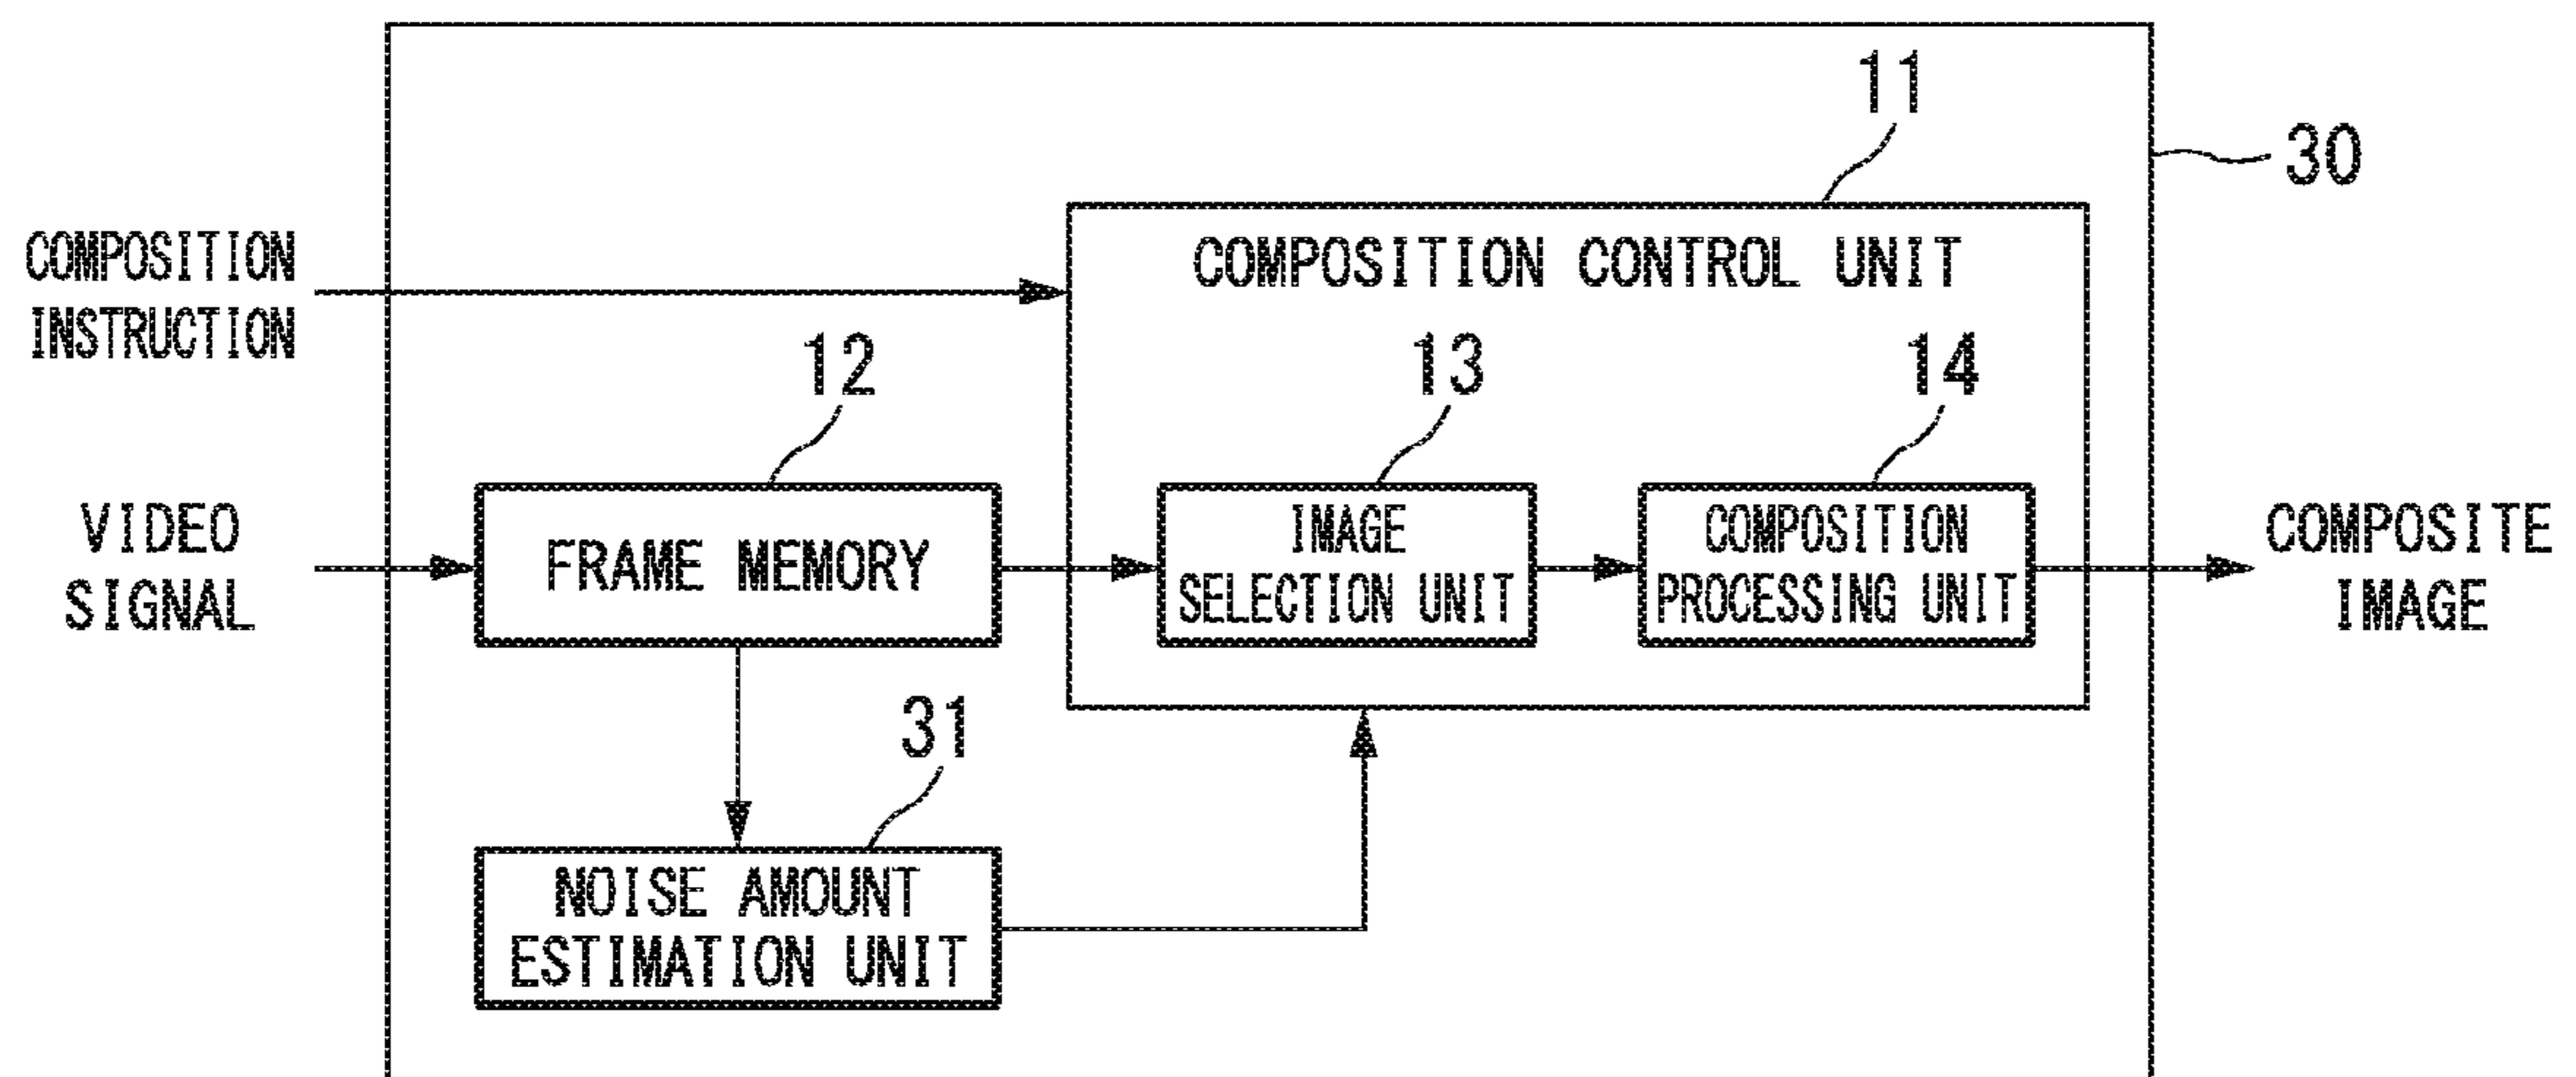 11
30
COMPOSITION
INSTRUCTION
COMPOSITION CONTROL UNIT
12
13
14
VIDEO
SIGNAL
FRAME MEMORY
IMAGE
SELECTION UNIT
COMPOSITION
PROCESSING UNIT
COMPOSITE
IMAGE
31
NOISE AMOUNT
ESTIMATION UNIT